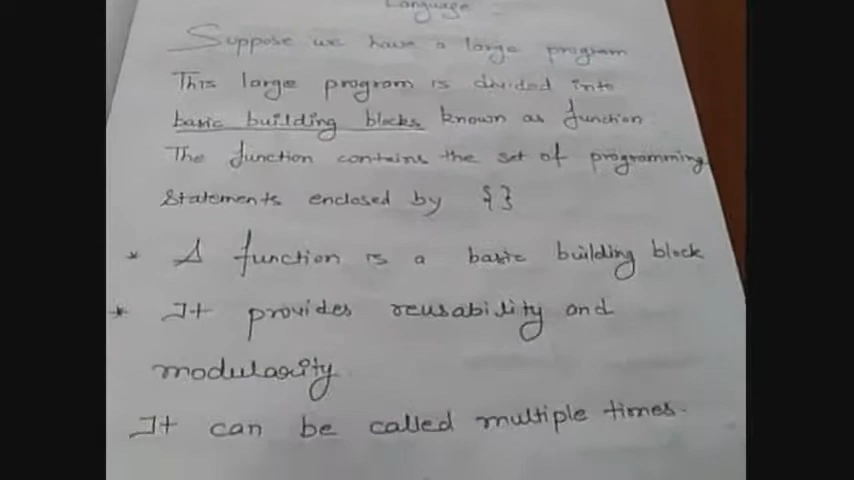 Language
Suppose we have a large program
This large program is divided into
basic building blocks known as function
The function contains the set of programming
Statements enclosed by {}
* A function is a basic building block
* It provides reusability and
modularity
It can be called multiple times.